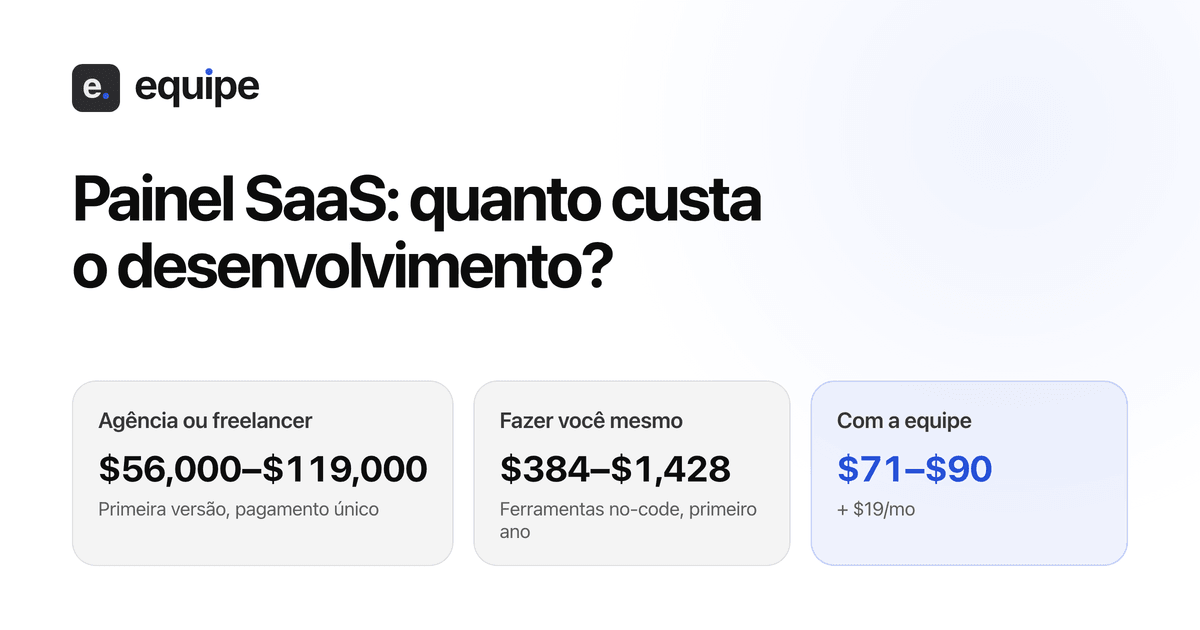 e. equipe
Painel SaaS: quanto custa
o desenvolvimento?
Agência ou freelancer
$56,000–$119,000
Primeira versão, pagamento único
Fazer você mesmo
$384–$1,428
Ferramentas no-code, primeiro
ano
Com a equipe
$71–$90
+ $19/mo